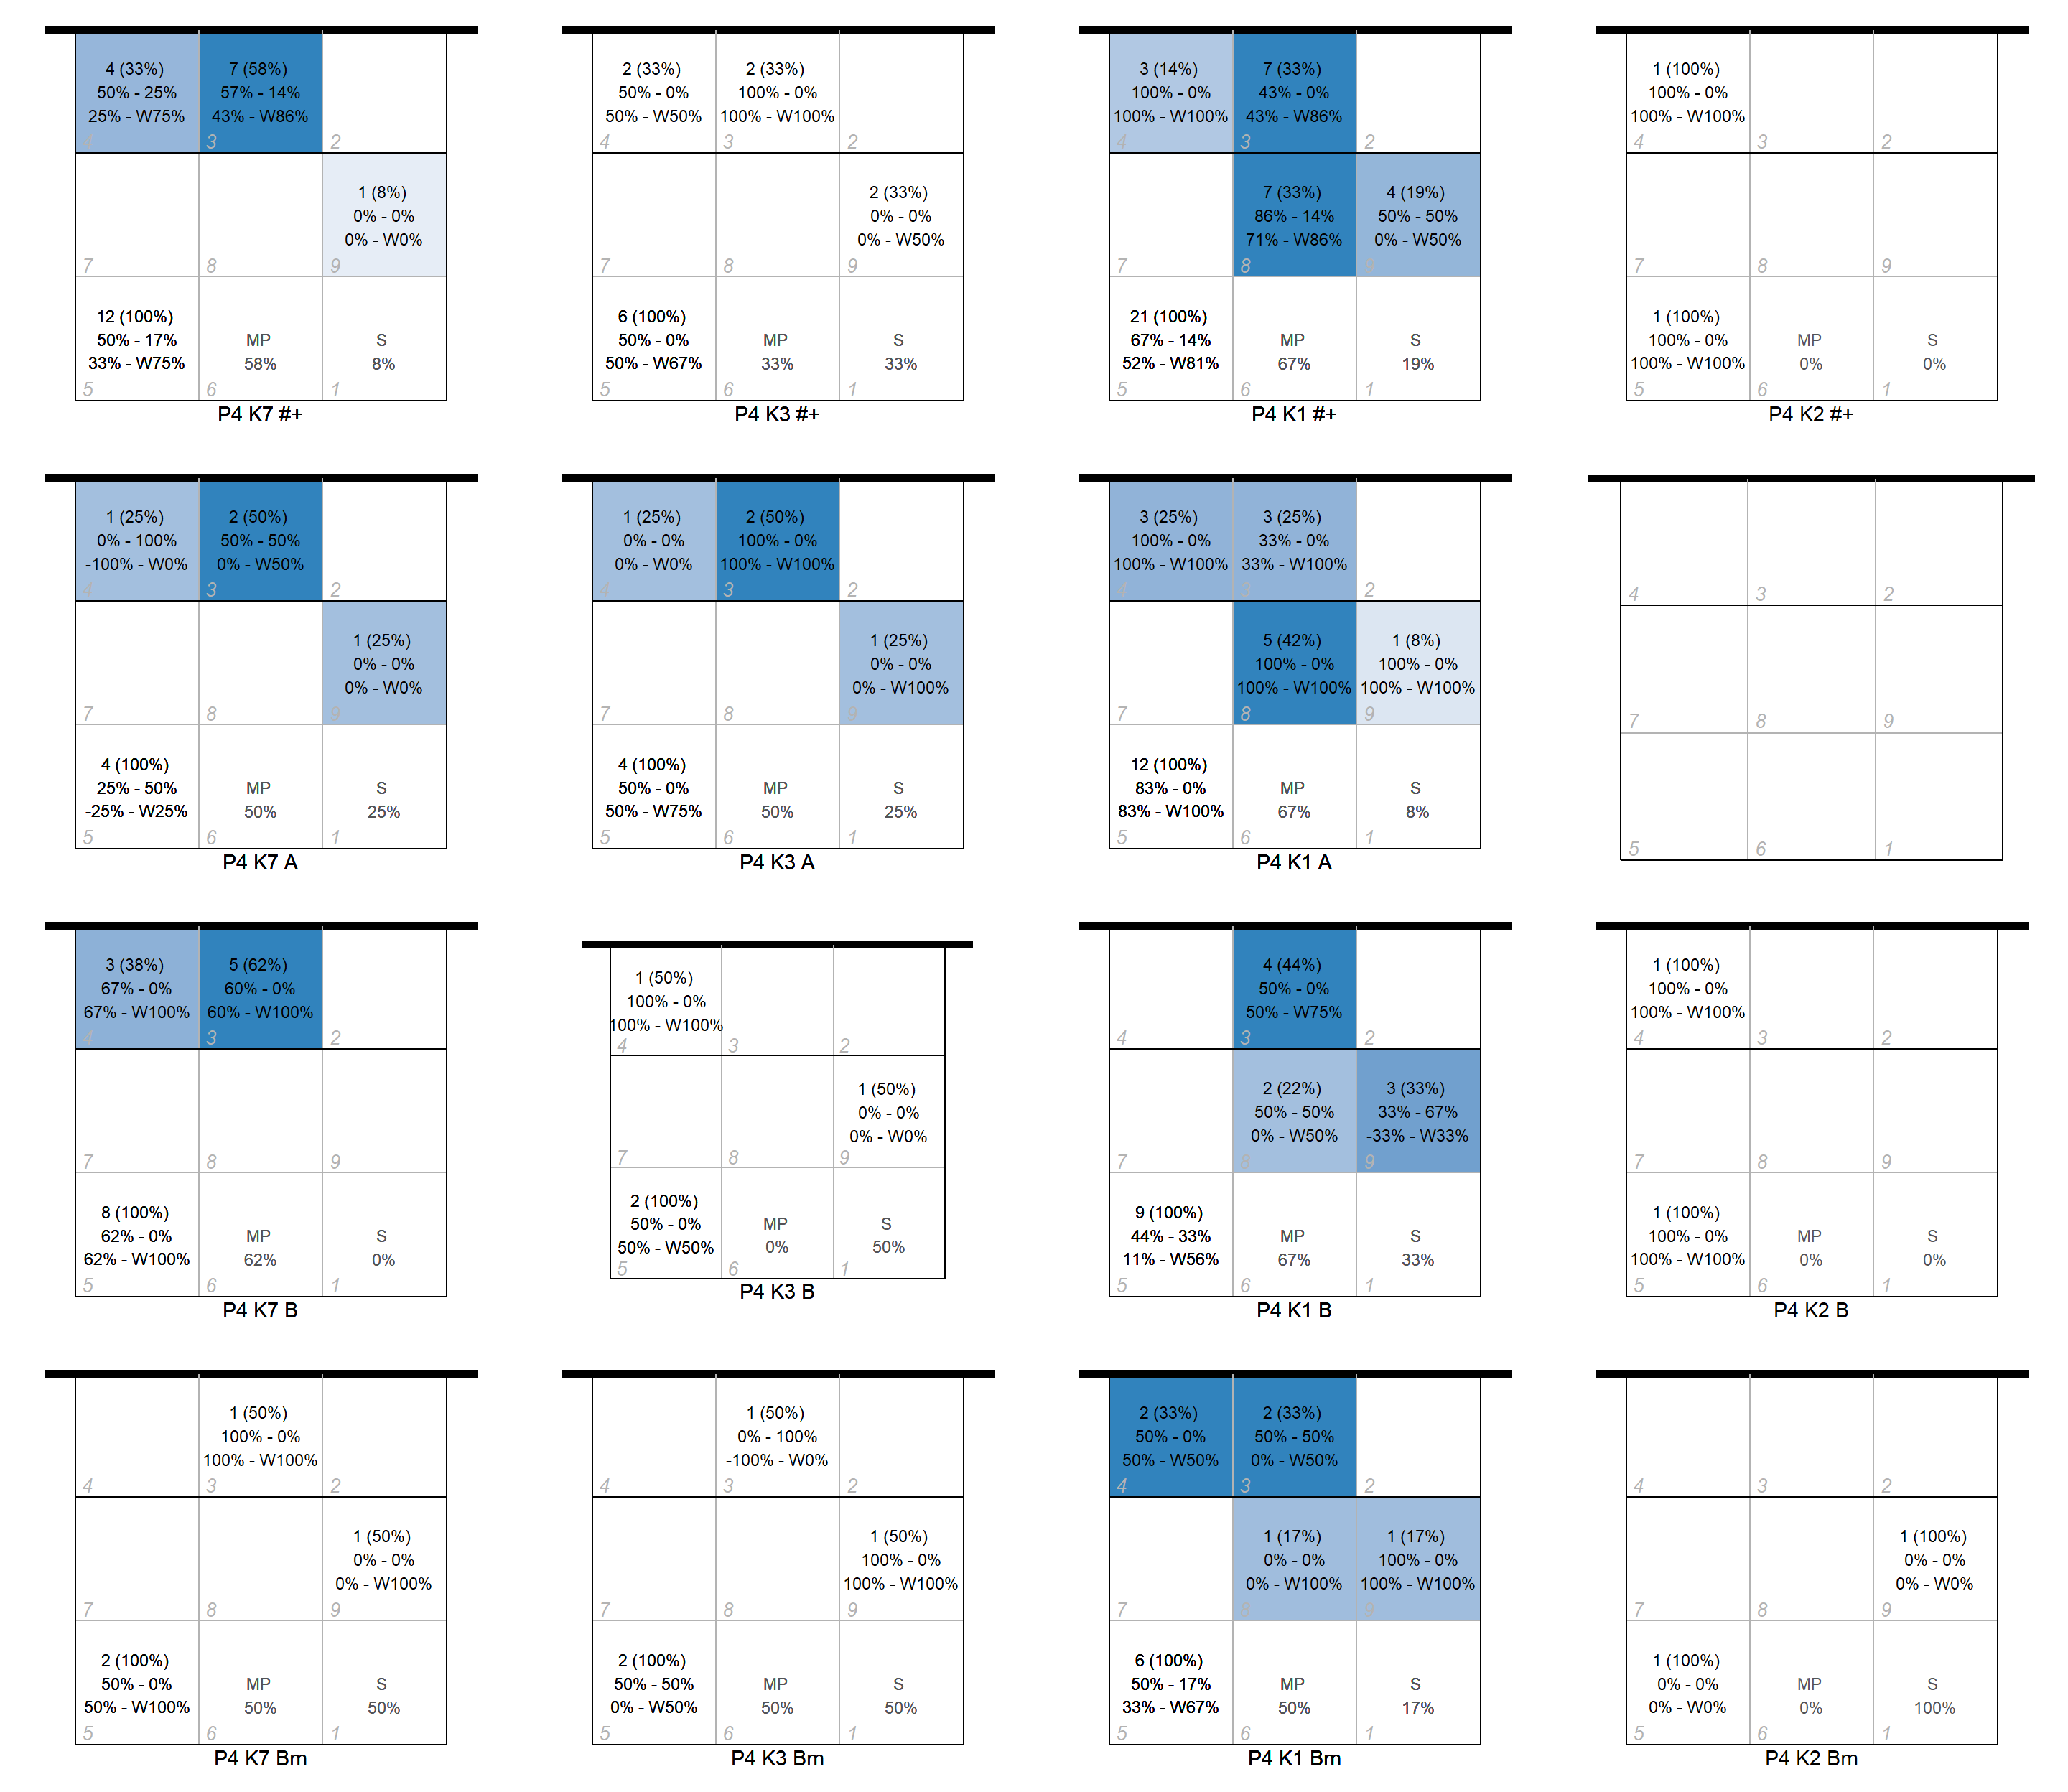 4 (33%)
50% - 25%
25% - W75%
4
7 (58%)
57% - 14%
43% - W86%
3
2
7
8
1 (8%)
0% - 0%
0% - W0%
9
12 (100%)
50% - 17%
33% - W75%
5
MP
58%
6
S
8%
1
P4 K7 #+
2 (33%)
50% - 0%
50% - W50%
4
2 (33%)
100% - 0%
100% - W100%
3
2
7
8
2 (33%)
0% - 0%
0% - W50%
9
6 (100%)
50% - 0%
50% - W67%
5
MP
33%
6
S
33%
1
P4 K3 #+
3 (14%)
100% - 0%
100% - W100%
4
7 (33%)
43% - 0%
43% - W86%
3
2
7
7 (33%)
86% - 14%
71% - W86%
8
4 (19%)
50% - 50%
0% - W50%
9
21 (100%)
67% - 14%
52% - W81%
5
MP
67%
6
S
19%
1
P4 K1 #+
1 (100%)
100% - 0%
100% - W100%
4
3
2
7
8
9
1 (100%)
100% - 0%
100% - W100%
5
MP
0%
6
S
0%
1
P4 K2 #+
1 (25%)
0% - 100%
-100% - W0%
4
2 (50%)
50% - 50%
0% - W50%
3
2
7
8
1 (25%)
0% - 0%
0% - W0%
9
4 (100%)
25% - 50%
-25% - W25%
5
MP
50%
6
S
25%
1
P4 K7 A
1 (25%)
0% - 0%
0% - W0%
4
2 (50%)
100% - 0%
100% - W100%
3
2
7
8
1 (25%)
0% - 0%
0% - W100%
9
4 (100%)
50% - 0%
50% - W75%
5
MP
50%
6
S
25%
1
P4 K3 A
3 (25%)
100% - 0%
100% - W100%
4
3 (25%)
33% - 0%
33% - W100%
3
2
7
5 (42%)
100% - 0%
100% - W100%
8
1 (8%)
100% - 0%
100% - W100%
9
12 (100%)
83% - 0%
83% - W100%
5
MP
67%
6
S
8%
1
P4 K1 A
4
3
2
7
8
9
5
6
1
3 (38%)
67% - 0%
67% - W100%
4
5 (62%)
60% - 0%
60% - W100%
3
2
7
8
9
8 (100%)
62% - 0%
62% - W100%
5
MP
62%
6
S
0%
1
P4 K7 B
1 (50%)
100% - 0%
100% - W100%
4
3
2
7
8
1 (50%)
0% - 0%
0% - W0%
9
2 (100%)
50% - 0%
50% - W50%
5
MP
0%
6
S
50%
1
P4 K3 B
4
4 (44%)
50% - 0%
50% - W75%
3
2
7
2 (22%)
50% - 50%
0% - W50%
8
3 (33%)
33% - 67%
-33% - W33%
9
9 (100%)
44% - 33%
11% - W56%
5
MP
67%
6
S
33%
1
P4 K1 B
1 (100%)
100% - 0%
100% - W100%
4
3
2
7
8
9
1 (100%)
100% - 0%
100% - W100%
5
MP
0%
6
S
0%
1
P4 K2 B
4
1 (50%)
100% - 0%
100% - W100%
3
2
7
8
1 (50%)
0% - 0%
0% - W100%
9
2 (100%)
50% - 0%
50% - W100%
5
MP
50%
6
S
50%
1
P4 K7 Bm
4
1 (50%)
0% - 100%
-100% - W0%
3
2
7
8
1 (50%)
100% - 0%
100% - W100%
9
2 (100%)
50% - 50%
0% - W50%
5
MP
50%
6
S
50%
1
P4 K3 Bm
2 (33%)
50% - 0%
50% - W50%
4
2 (33%)
50% - 50%
0% - W50%
3
2
7
1 (17%)
0% - 0%
0% - W100%
8
1 (17%)
100% - 0%
100% - W100%
9
6 (100%)
50% - 17%
33% - W67%
5
MP
50%
6
S
17%
1
P4 K1 Bm
4
3
2
7
8
1 (100%)
0% - 0%
0% - W0%
9
1 (100%)
0% - 0%
0% - W0%
5
MP
0%
6
S
100%
1
P4 K2 Bm